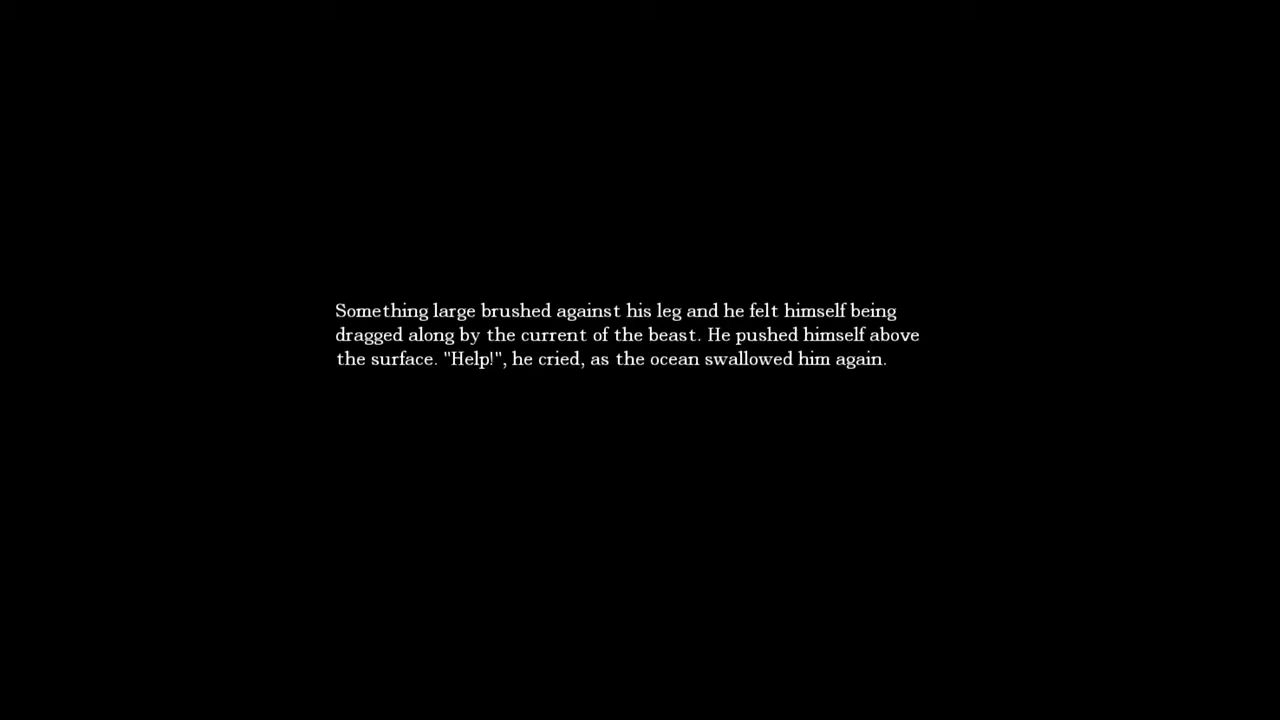 Something large brushed against his leg and he felt himself being
dragged along by the current of the beast. He pushed himself above
the surface. "Help!", he cried, as the ocean swallowed him again.